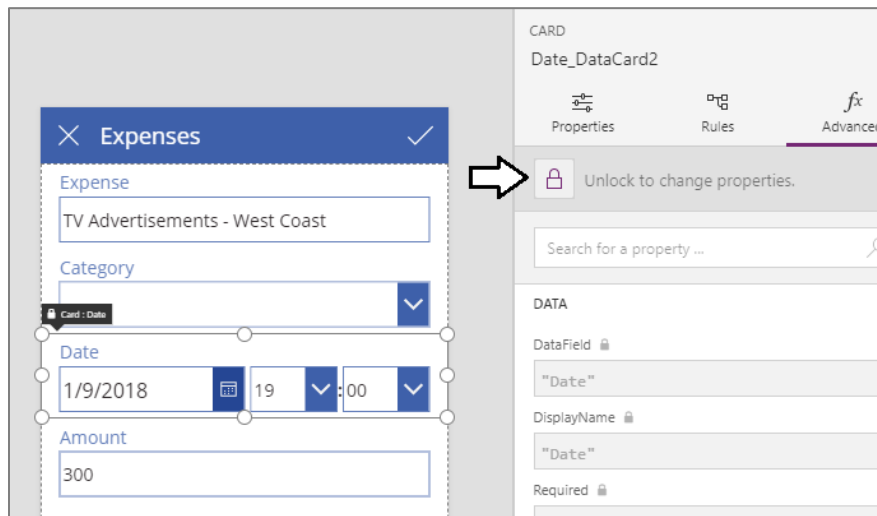 CARD
Date_DataCard2
Properties
Rules
fx
Advanced
Unlock to change properties.
Search for a property ...
DATA
DataField
"Date"
DisplayName
"Date"
Required
Expenses
Expense
TV Advertisements - West Coast
Category
Card : Date
Date
1/9/2018 19 : 00
Amount
300